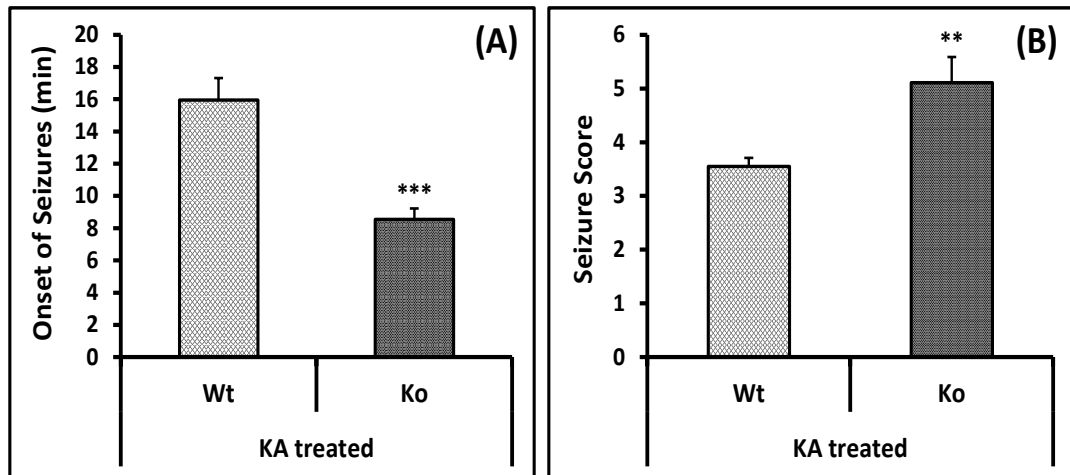 (A)
Onset of Seizures (min)
20
18
16
14
12
10
8
6
4
2
0
***
Wt
Ko
KA treated
(B)
Seizure Score
6
5
4
3
2
1
0
**
Wt
Ko
KA treated